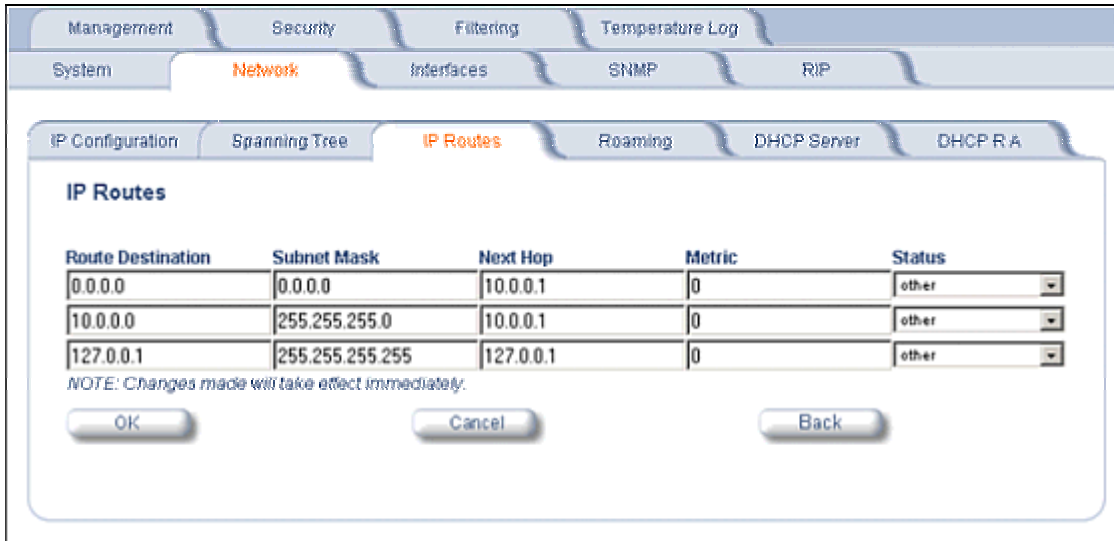 Management Security Filtering Temperature Log
System Network Interfaces SNMP RIP
IP Configuration Spanning Tree IP Routes Roaming DHCP Server DHCP R A
IP Routes
Route Destination Subnet Mask Next Hop Metric Status
0.0.0.0 0.0.0.0 10.0.0.1 0 other
10.0.0.0 255.255.255.0 10.0.0.1 0 other
127.0.0.1 255.255.255.255 127.0.0.1 0 other
NOTE: Changes made will take effect immediately.
OK Cancel Back